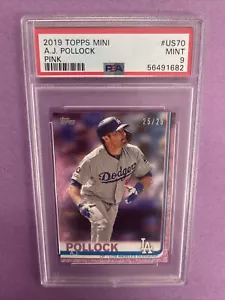 2019 TOPPS MINI #US70
A.J. POLLOCK MINT
PINK 9
PSA 56491682
Topps 25/25
Dodgers
POLLOCK
LA